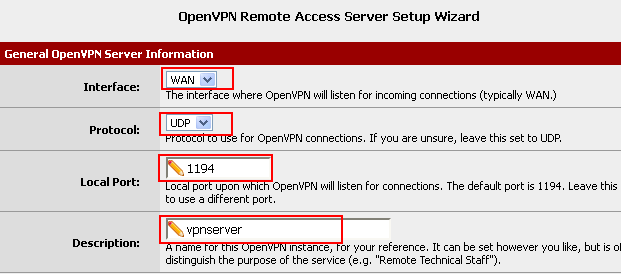 OpenVPN Remote Access Server Setup Wizard
General OpenVPN Server Information
Interface:
WAN
The interface where OpenVPN will listen for incoming connections (typically WAN.)
Protocol:
UDP
Protocol to use for OpenVPN connections. If you are unsure, leave this set to UDP.
Local Port:
1194
Local port upon which OpenVPN will listen for connections. The default port is 1194. Leave this
to use a different port.
Description:
vpnserver
A name for this OpenVPN instance, for your reference. It can be set however you like, but is
distinguish the purpose of the service (e.g. "Remote Technical Staff").